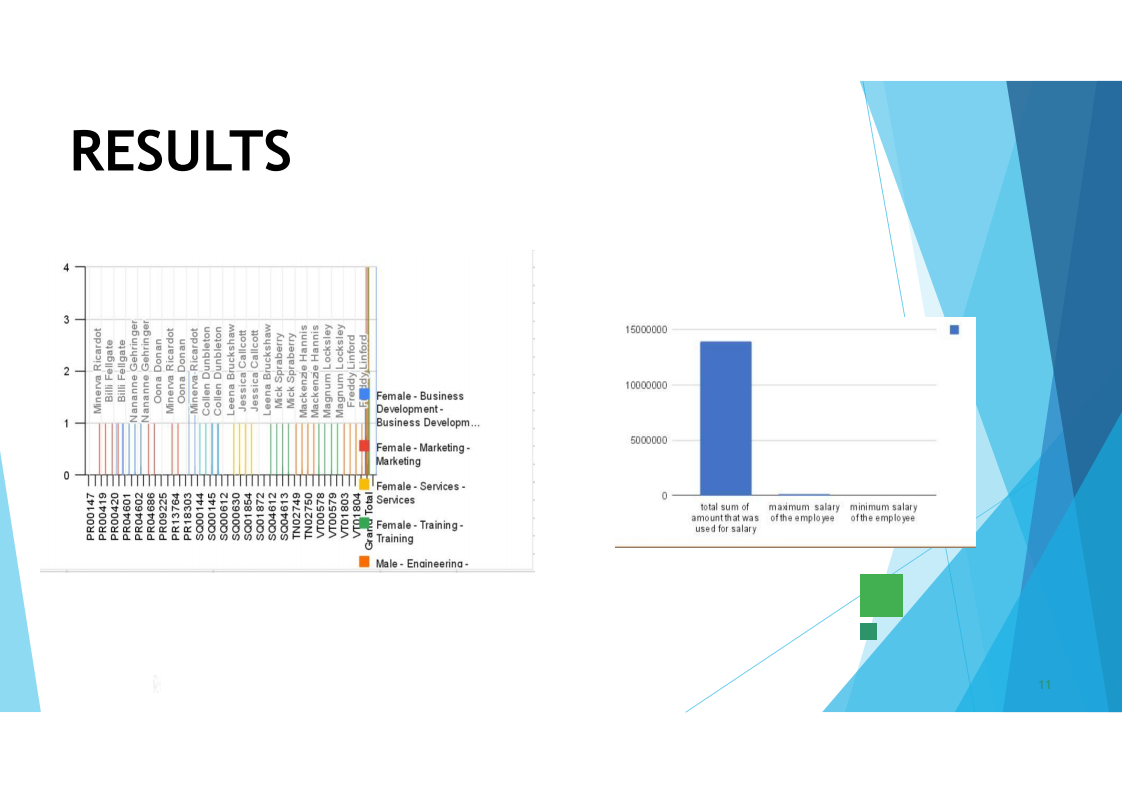 RESULTS
4
3
2
1
0
Minerva Ricardot
Billi Fellgate
Billi Fellgate
Nananne Gehringer
Nananne Gehringer
Oona Donan
Minerva Ricardot
Oona Donan
Minerva Ricardot
Collen Dunbleton
Collen Dunbleton
Leena Bruckshaw
Jessica Callcott
Jessica Callcott
Leena Bruckshaw
Mick Spraberry
Mick Spraberry
Mackenzie Hannis
Mackenzie Hannis
Magnum Locksley
Magnum Locksley
Freddy Linford
Freddy Linford
PR00147
PR00419
PR00420
PR04601
PR04602
PR04686
PR09225
PR13764
PR18303
SQ00144
SQ00145
SQ00612
SQ00630
SQ01854
SQ01872
SQ04612
SQ04613
TN02749
TN02750
VT00578
VT00579
VT01803
VT01804
Grand Total
Female - Business
Development -
Business Developm...
Female - Marketing -
Marketing
Female - Services -
Services
Female - Training -
Training
Male - Engineering -
15000000
10000000
5000000
0
total sum of
amount that was
used for salary
maximum salary
of the employee
minimum salary
of the employee
11